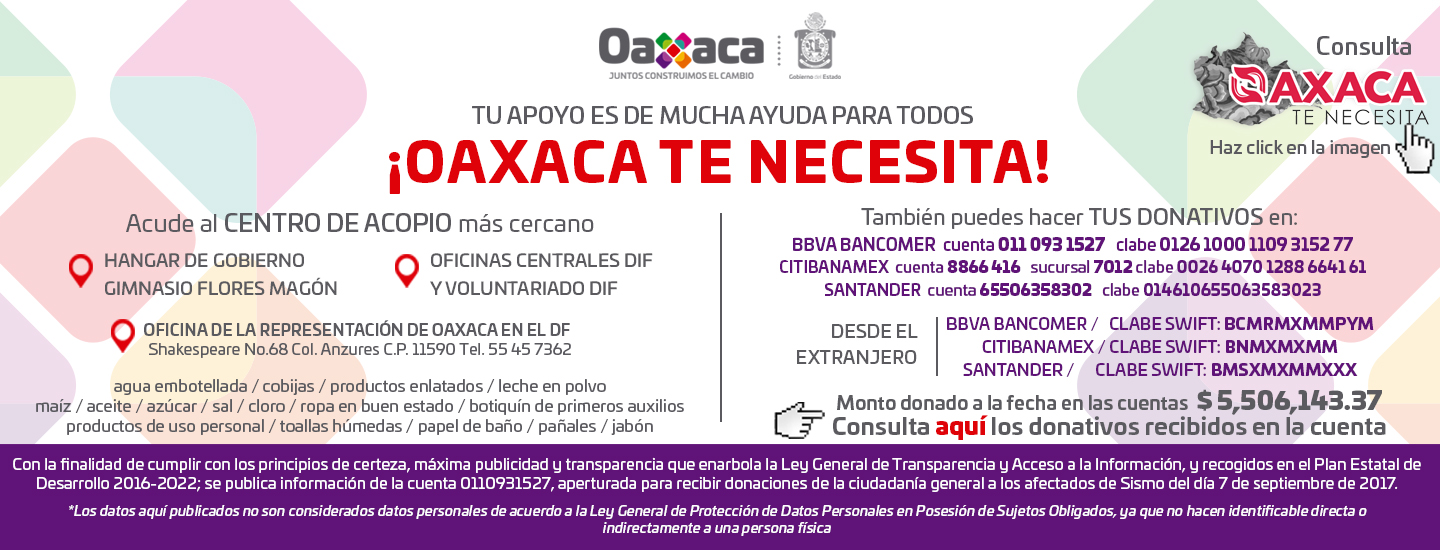 Oaxaca
JUNTOS CONSTRUIMOS EL CAMBIO
Gobierno del Estado
Consulta
OAXACA
TE NECESITA
Haz click en la imagen
TU APOYO ES DE MUCHA AYUDA PARA TODOS
¡OAXACA TE NECESITA!
Acude al CENTRO DE ACOPIO más cercano
HANGAR DE GOBIERNO
GIMNASIO FLORES MAGÓN
OFICINAS CENTRALES DIF
Y VOLUNTARIADO DIF
OFICINA DE LA REPRESENTACIÓN DE OAXACA EN EL DF
Shakespeare No.68 Col. Anzures C.P. 11590 Tel. 55 45 7362
agua embotellada / cobijas / productos enlatados / leche en polvo
maíz / aceite / azúcar / sal / cloro / ropa en buen estado / botiquín de primeros auxilios
productos de uso personal / toallas húmedas / papel de baño / pañales / jabón
También puedes hacer TUS DONATIVOS en:
BBVA BANCOMER cuenta 011 093 1527 clabe 0126 1000 1109 3152 77
CITIBANAMEX cuenta 8866 416 sucursal 7012 clabe 0026 4070 1288 6641 61
SANTANDER cuenta 65506358302 clabe 014610655063583023
DESDE EL
EXTRANJERO
BBVA BANCOMER / CLABE SWIFT: BCMRMXMMPYM
CITIBANAMEX / CLABE SWIFT: BNMXMXMM
SANTANDER / CLABE SWIFT: BMSXMXMMXXX
Monto donado a la fecha en las cuentas $ 5,506,143.37
Consulta aquí los donativos recibidos en la cuenta
Con la finalidad de cumplir con los principios de certeza, máxima publicidad y transparencia que enarbola la Ley General de Transparencia y Acceso a la Información, y recogidos en el Plan Estatal de
Desarrollo 2016-2022; se publica información de la cuenta 0110931527, aperturada para recibir donaciones de la ciudadanía general a los afectados de Sismo del día 7 de septiembre de 2017.
*Los datos aquí publicados no son considerados datos personales de acuerdo a la Ley General de Protección de Datos Personales en Posesión de Sujetos Obligados, ya que no hacen identificable directa o
indirectamente a una persona física